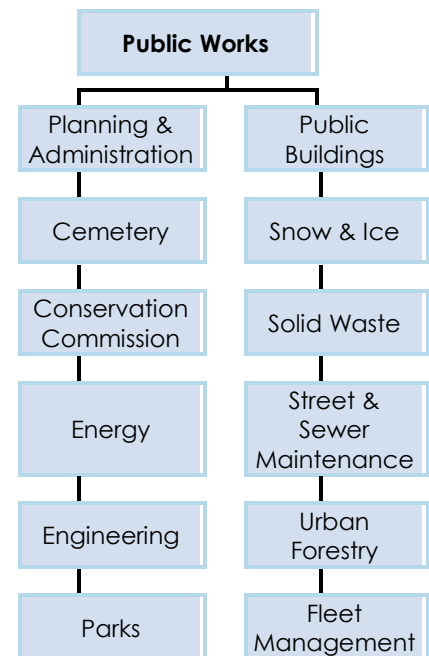 Public Works
Planning &
Administration
Cemetery
Conservation
Commission
Energy
Engineering
Parks
Public
Buildings
Snow & Ice
Solid Waste
Street &
Sewer
Maintenance
Urban
Forestry
Fleet
Management